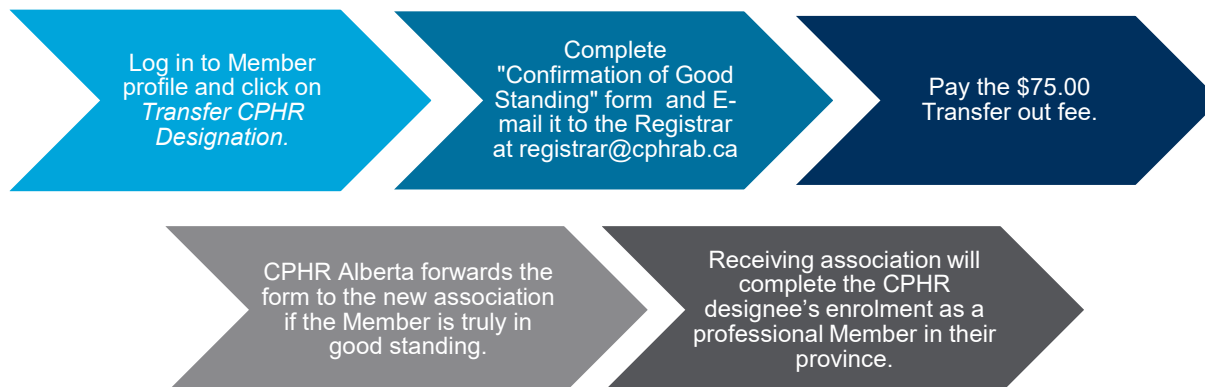 Log in to Member
profile and click on
Transfer CPHR
Designation.
Complete
"Confirmation of Good
Standing" form  and E-
mail it to the Registrar
at registrar@cphrab.ca
Pay the $75.00
Transfer out fee.
CPHR Alberta forwards the
form to the new association
if the Member is truly in
good standing.
Receiving association will
complete the CPHR
designee’s enrolment as a
professional Member in their
province.